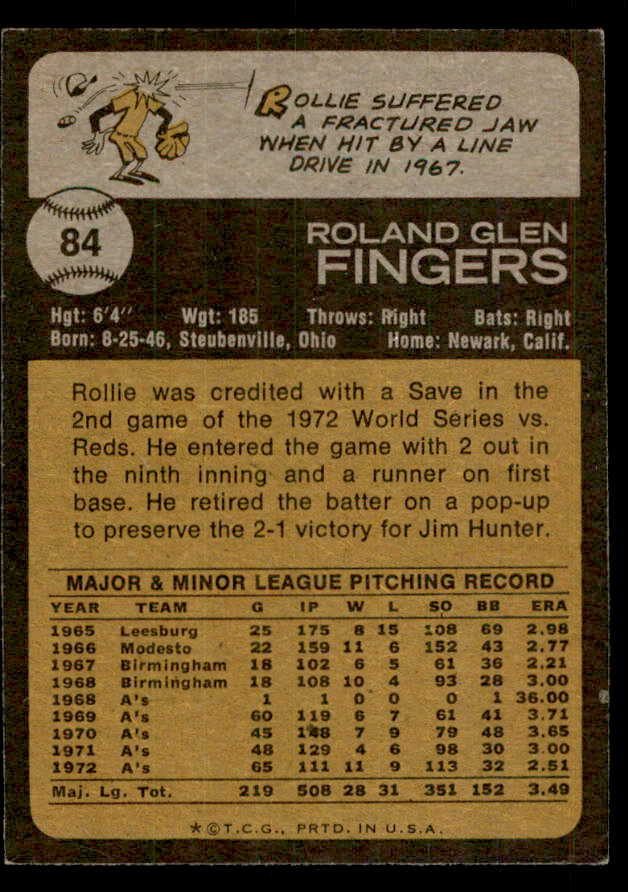 ROLLIE SUFFERED
A FRACTURED JAW
WHEN HIT BY A LINE
DRIVE IN 1967.
84
ROLAND GLEN
FINGERS
Hgt: 6'4" Wgt: 185 Throws: Right Bats: Right
Born: 8-25-46, Steubenville, Ohio Home: Newark, Calif.
Rollie was credited with a Save in the
2nd game of the 1972 World Series vs.
Reds. He entered the game with 2 out in
the ninth inning and a runner on first
base. He retired the batter on a pop-up
to preserve the 2-1 victory for Jim Hunter.
MAJOR & MINOR LEAGUE PITCHING RECORD
YEAR TEAM G IP W L SO BB ERA
1965 Leesburg 25 175 8 15 108 69 2.98
1966 Modesto 22 159 11 6 152 43 2.77
1967 Birmingham 18 102 6 5 61 36 2.21
1968 Birmingham 18 108 10 4 93 28 3.00
1968 A's 1 1 0 0 0 1 36.00
1969 A's 60 119 6 7 61 41 3.71
1970 A's 45 148 7 9 79 48 3.65
1971 A's 48 129 4 6 98 30 3.00
1972 A's 65 111 11 9 113 32 2.51
Maj. Lg. Tot. 219 508 28 31 351 152 3.49
*©T.C.G., PRTD. IN U.S.A.